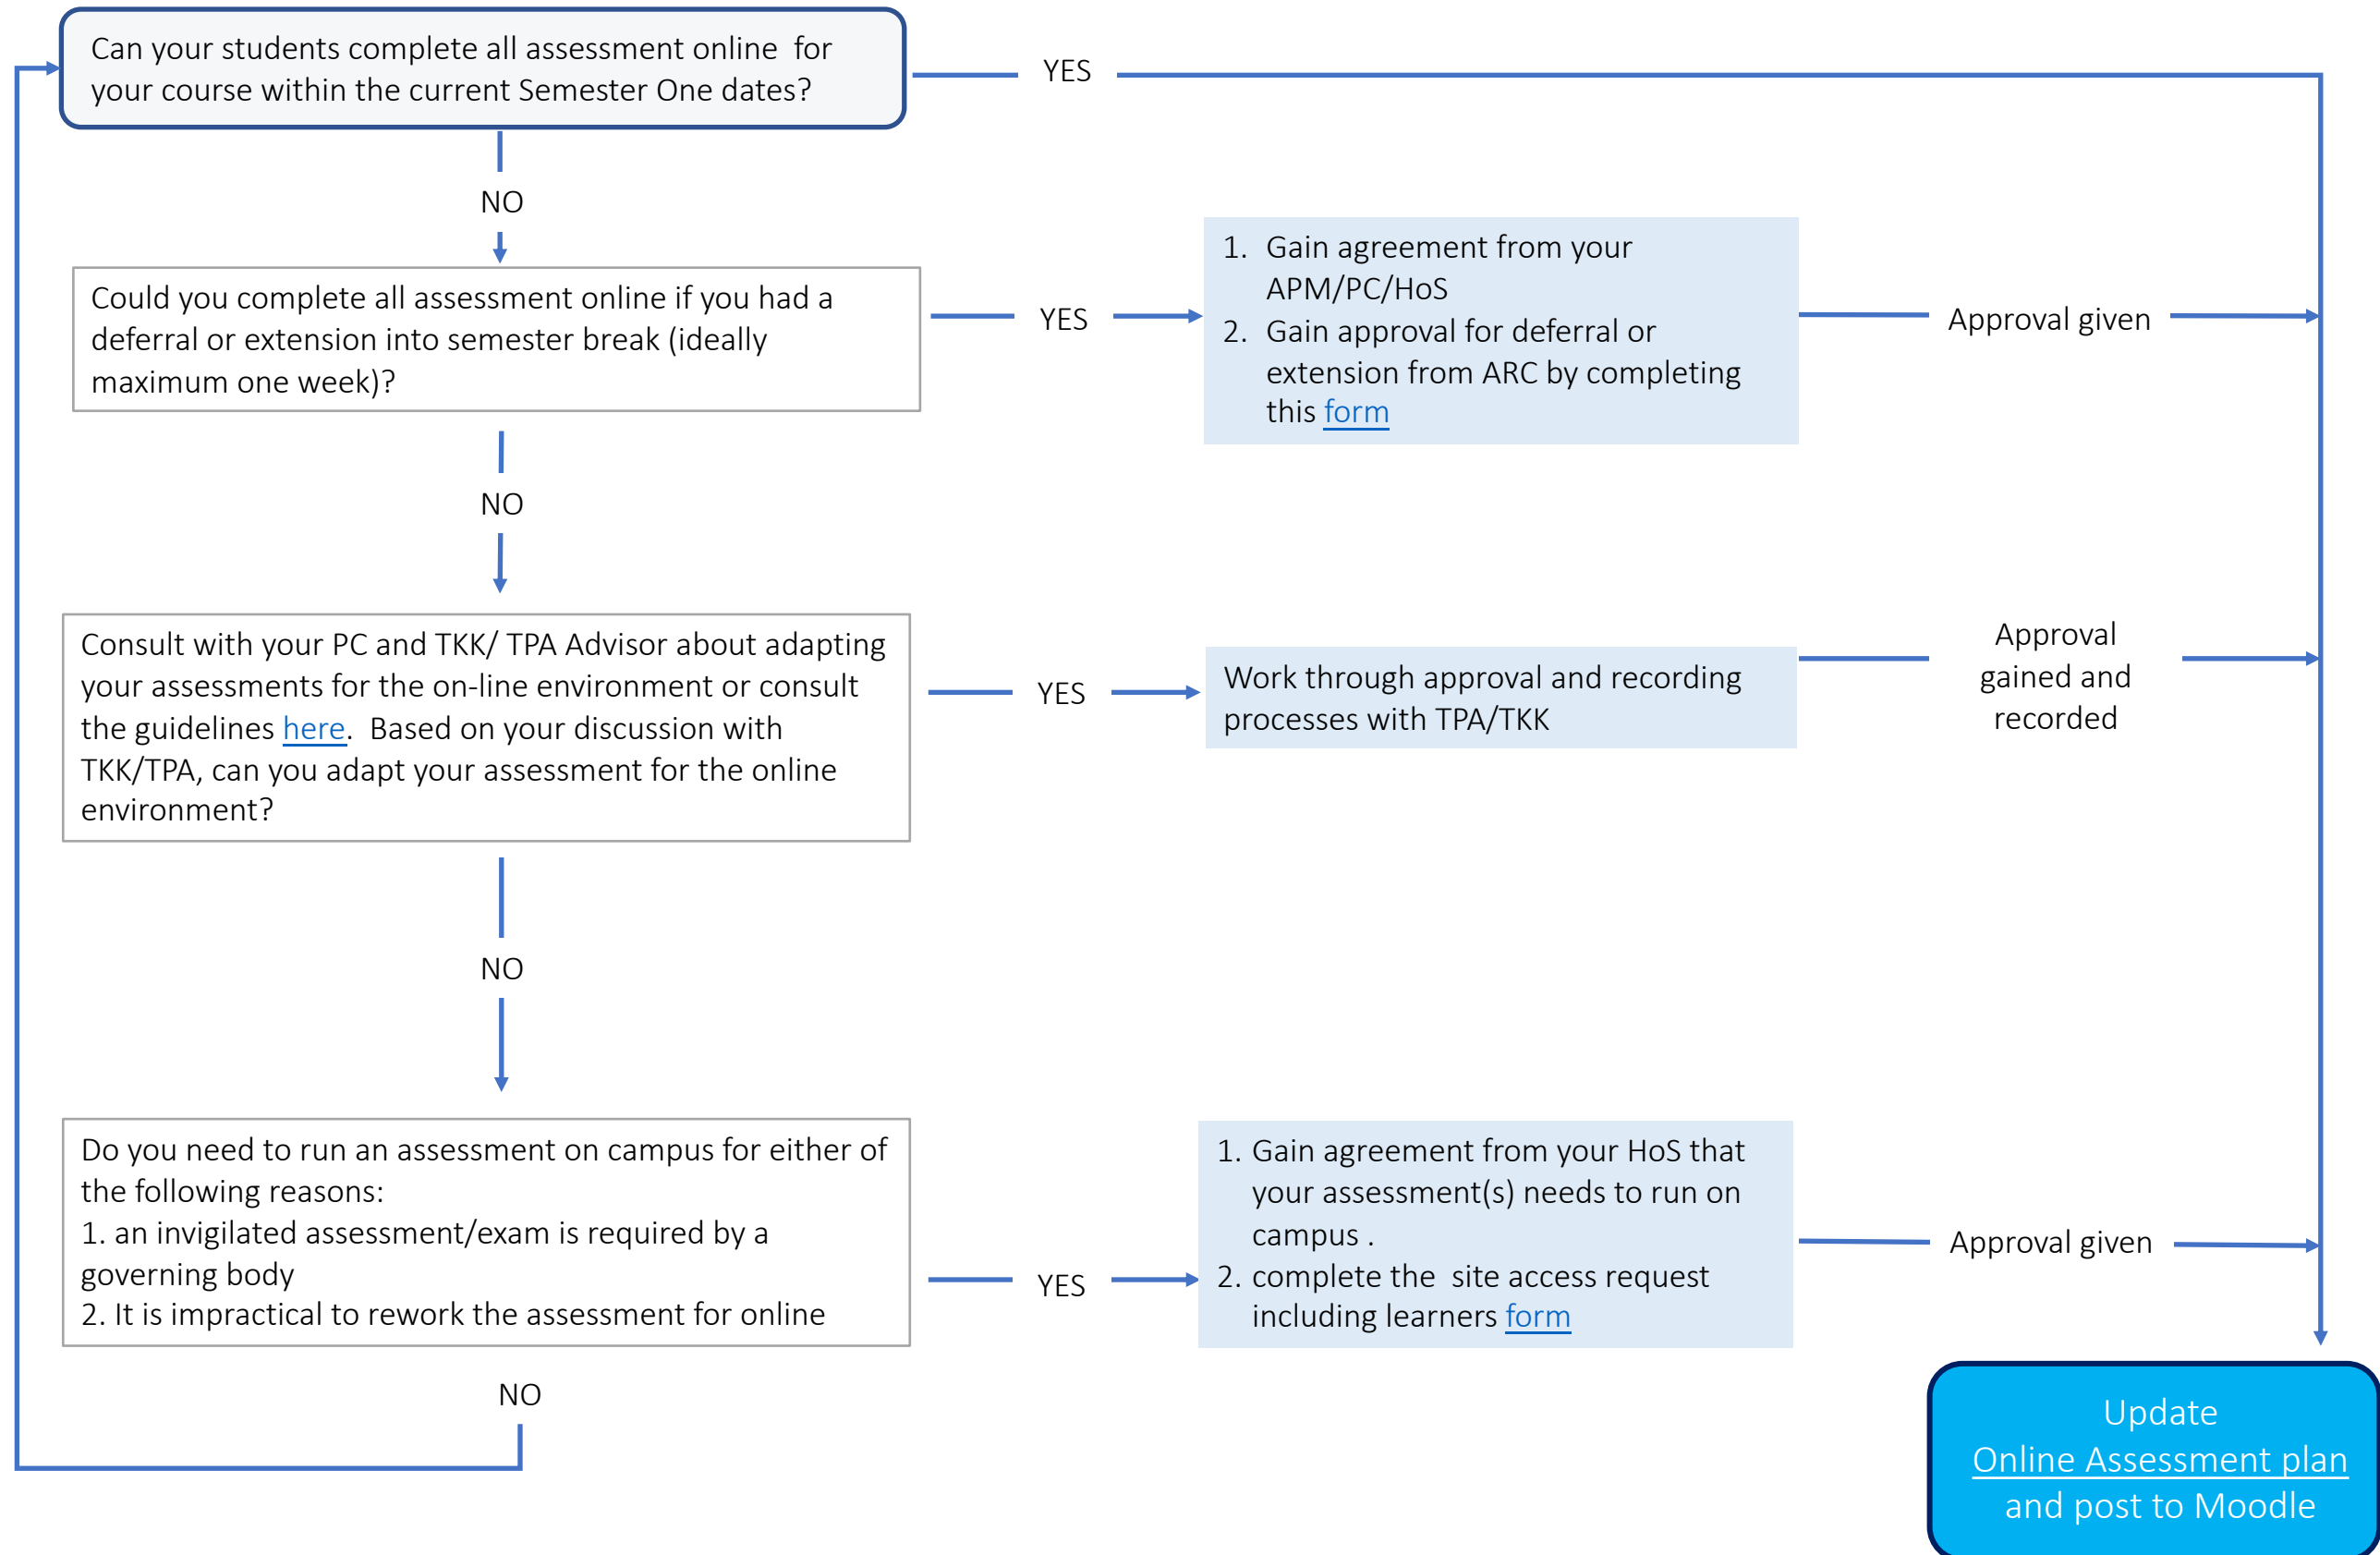 Can your students complete all assessment online  for
your course within the current Semester One dates?
YES
NO
Could you complete all assessment online if you had a
deferral or extension into semester break (ideally
maximum one week)?
YES
1. Gain agreement from your
APM/PC/HoS
2. Gain approval for deferral or
extension from ARC by completing
this form
Approval given
NO
Consult with your PC and TKK/ TPA Advisor about adapting
your assessments for the on-line environment or consult
the guidelines here.  Based on your discussion with
TKK/TPA, can you adapt your assessment for the online
environment?
YES
Work through approval and recording
processes with TPA/TKK
Approval
gained and
recorded
NO
Do you need to run an assessment on campus for either of
the following reasons:
1. an invigilated assessment/exam is required by a
governing body
2. It is impractical to rework the assessment for online
YES
1. Gain agreement from your HoS that
your assessment(s) needs to run on
campus .
2. complete the  site access request
including learners form
Approval given
NO
Update
Online Assessment plan
and post to Moodle